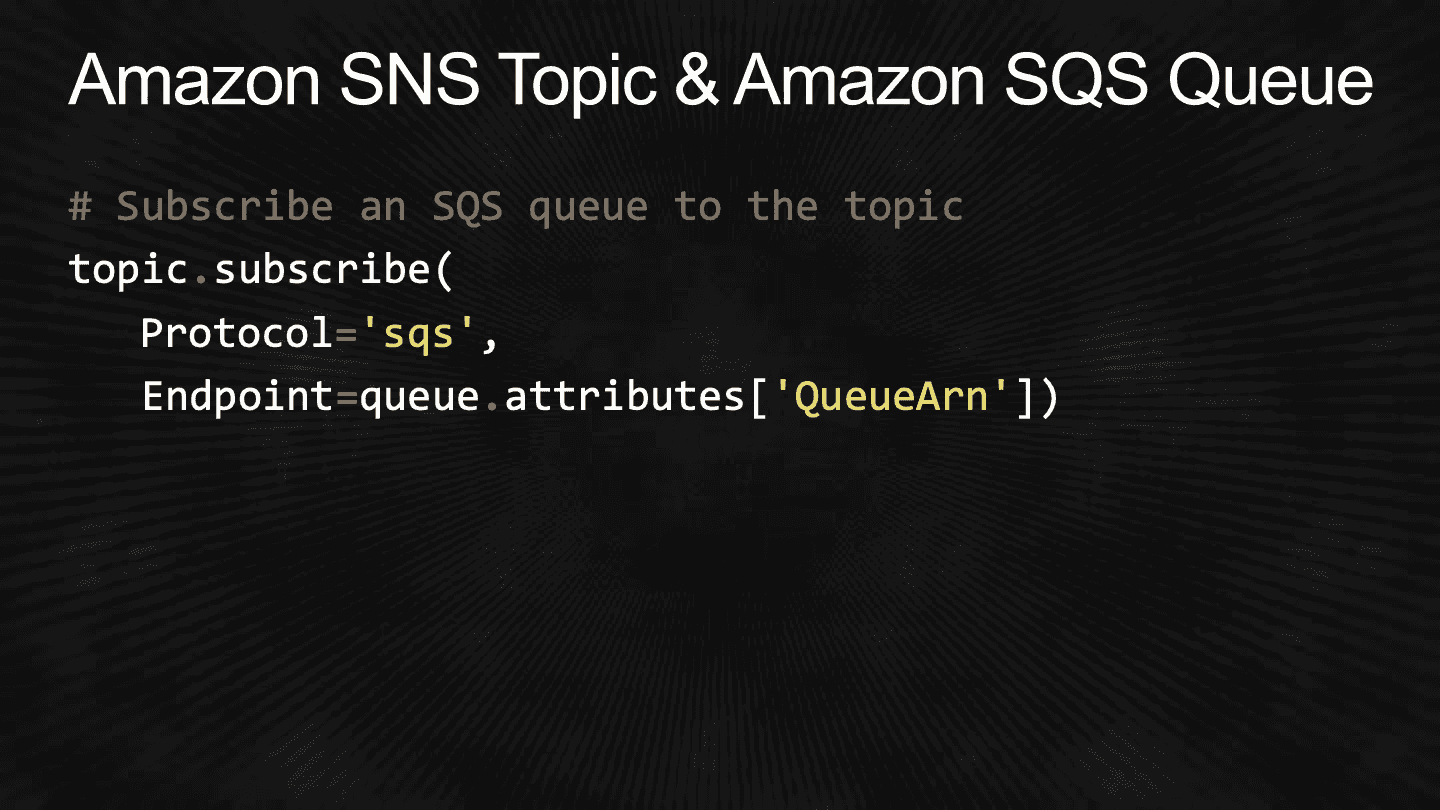 Amazon SNS Topic & Amazon SQS Queue
# Subscribe an SQS queue to the topic
topic.subscribe(
   Protocol='sqs',
   Endpoint=queue.attributes['QueueArn'])